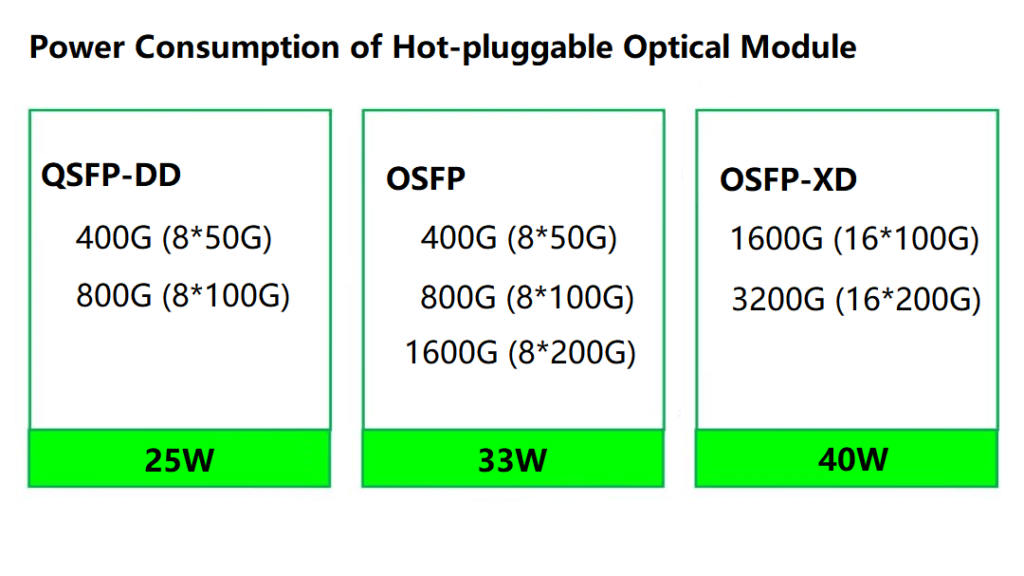 Power Consumption of Hot-pluggable Optical Module
QSFP-DD
400G (8*50G)
800G (8*100G)
25W
OSFP
400G (8*50G)
800G (8*100G)
1600G (8*200G)
33W
OSFP-XD
1600G (16*100G)
3200G (16*200G)
40W